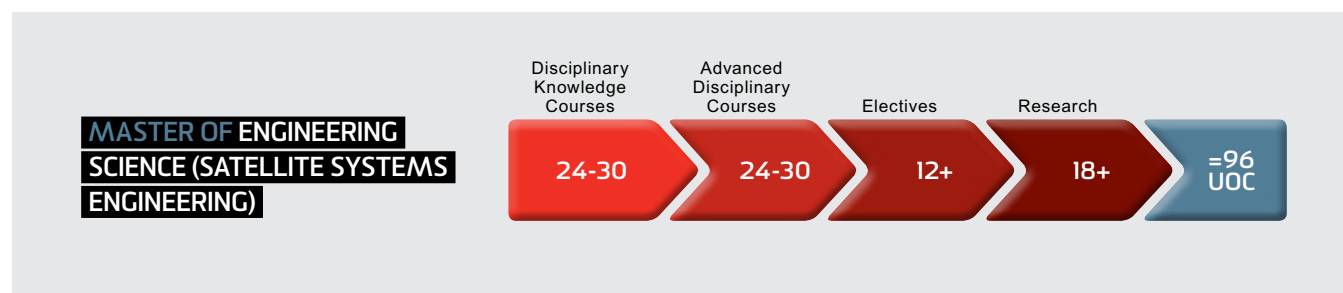 MASTER OF ENGINEERING
SCIENCE (SATELLITE SYSTEMS
ENGINEERING)
Disciplinary
Knowledge
Courses
24-30
Advanced
Disciplinary
Courses
24-30
Electives
12+
Research
18+
=96
UOC